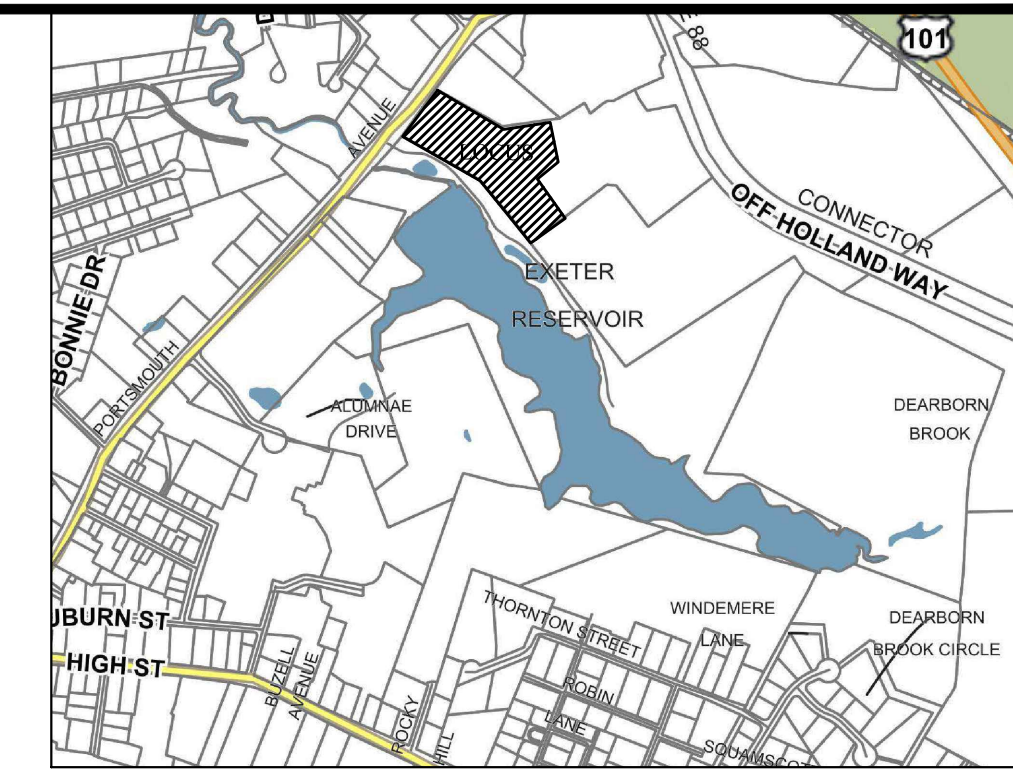 101
E 88
AVENUE
LOCUS
CONNECTOR
OFF HOLLAND WAY
EXETER
RESERVOIR
BONNIE DR
PORTSMOUTH
ALUMNAE
DRIVE
DEARBORN
BROOK
THORNTON STREET
WINDEMERE
LANE
DEARBORN
BROOK CIRCLE
UBURN ST
HIGH ST
BUZELL
AVENUE
ROBIN
LANE
ROCKY
HILL
SQUAMSCOT